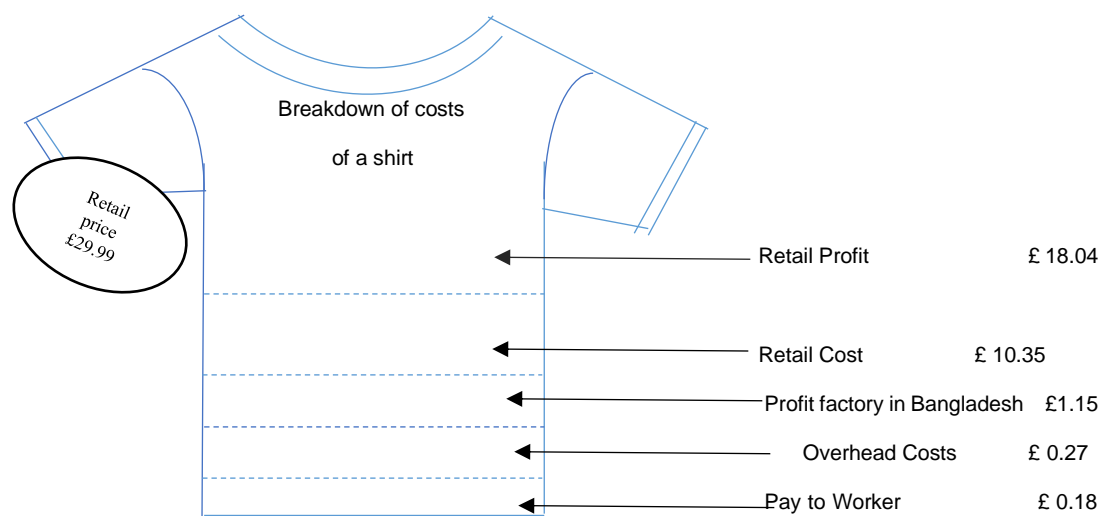 Breakdown of costs
of a shirt
Retail
price
£29.99
Retail Profit £ 18.04
Retail Cost £ 10.35
Profit factory in Bangladesh £1.15
Overhead Costs £ 0.27
Pay to Worker £ 0.18